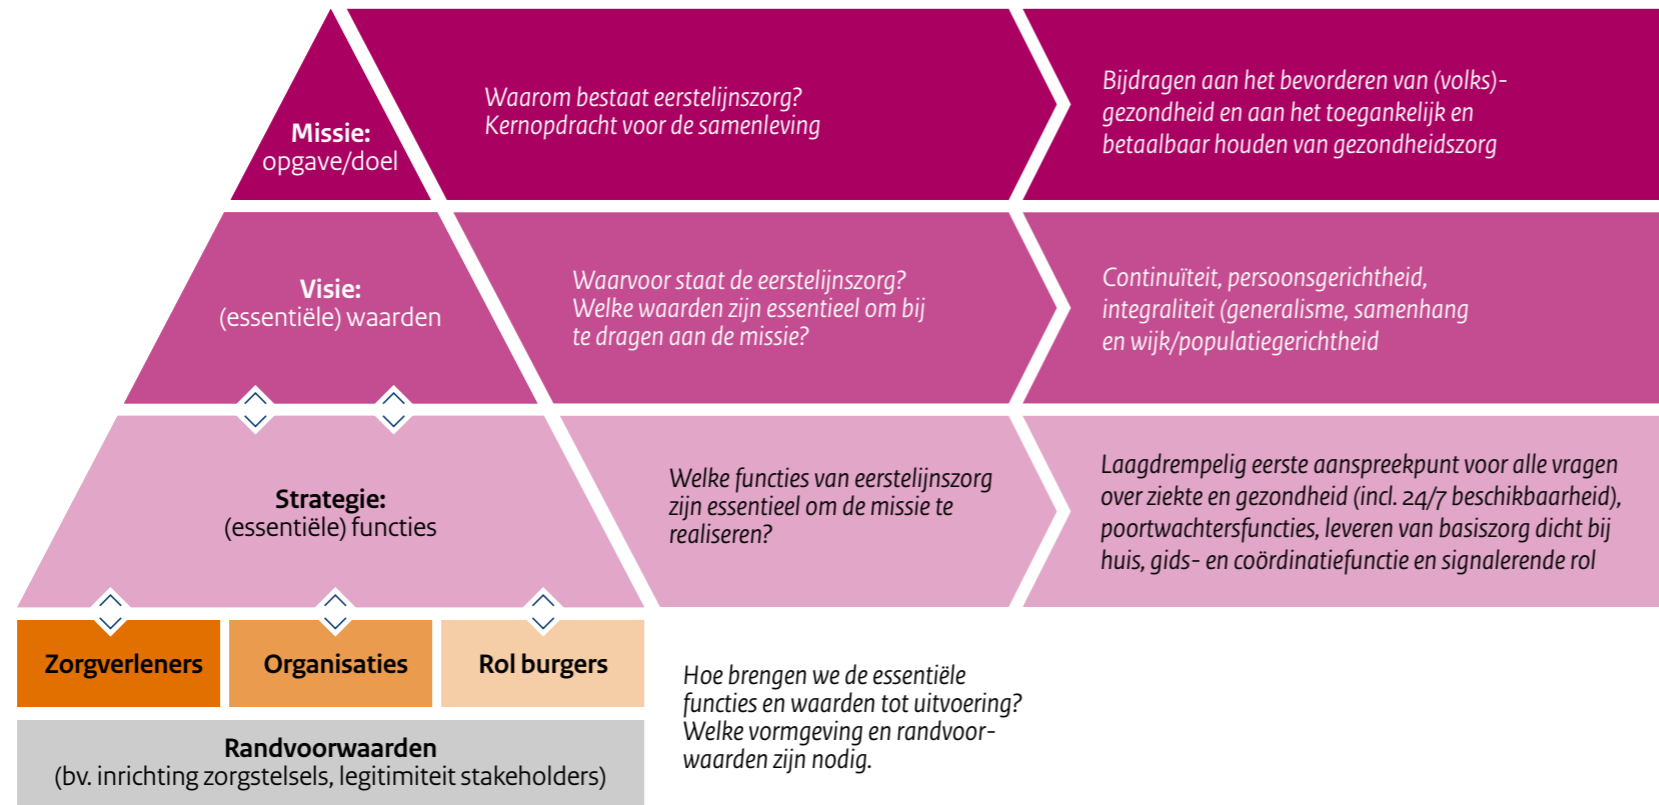 Missie:
opgave/doel
Waarom bestaat eerstelijnszorg?
Kernopdracht voor de samenleving
Bijdragen aan het bevorderen van (volks)-
gezondheid en aan het toegankelijk en
betaalbaar houden van gezondheidszorg
Visie:
(essentiële) waarden
Waarvoor staat de eerstelijnszorg?
Welke waarden zijn essentieel om bij
te dragen aan de missie?
Continuïteit, persoonsgerichtheid,
integraliteit (generalisme, samenhang
en wijk/populatiegerichtheid
Strategie:
(essentiële) functies
Welke functies van eerstelijnszorg
zijn essentieel om de missie te
realiseren?
Laagdrempelig eerste aanspreekpunt voor alle vragen
over ziekte en gezondheid (incl. 24/7 beschikbaarheid),
poortwachtersfuncties, leveren van basiszorg dicht bij
huis, gids- en coördinatiefunctie en signalerende rol
Zorgverleners
Organisaties
Rol burgers
Randvoorwaarden
(bv. inrichting zorgstelsels, legitimiteit stakeholders)
Hoe brengen we de essentiële
functies en waarden tot uitvoering?
Welke vormgeving en randvoor-
waarden zijn nodig.